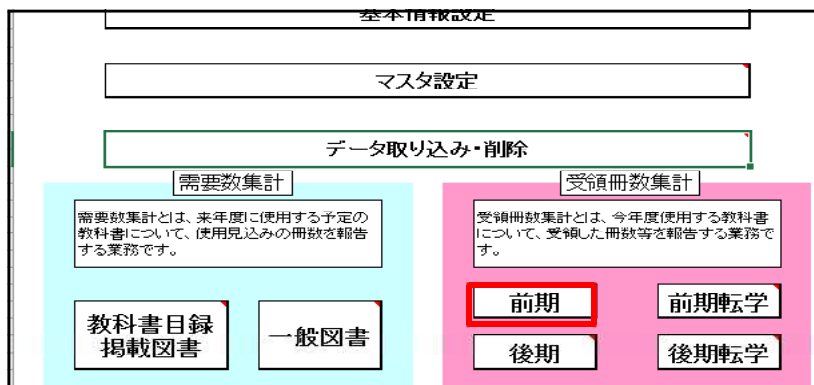 基本情報設定
マスタ設定
データ取り込み・削除
需要数集計
需要数集計とは、来年度に使用する予定の
教科書について、使用見込みの冊数を報告
する業務です。
教科書目録
掲載図書
一般図書
受領冊数集計
受領冊数集計とは、今年度使用する教科書
について、受領した冊数等を報告する業務で
す。
前期
前期転学
後期
後期転学